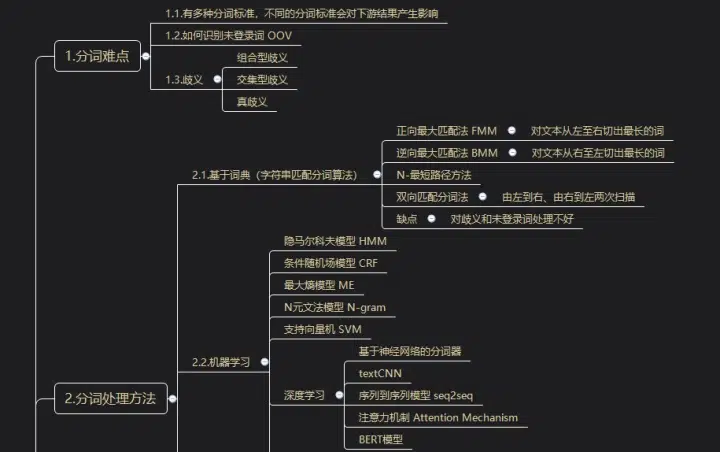 1.分词难点
1.1.有多种分词标准，不同的分词标准会对下游结果产生影响
1.2.如何识别未登录词 OOV
1.3.歧义
组合型歧义
交集型歧义
真歧义
2.分词处理方法
2.1.基于词典（字符串匹配分词算法）
正向最大匹配法 FMM
对文本从左至右切出最长的词
逆向最大匹配法 BMM
对文本从右至左切出最长的词
N-最短路径方法
双向匹配分词法
由左到右、由右到左两次扫描
缺点
对歧义和未登录词处理不好
2.2.机器学习
隐马尔科夫模型 HMM
条件随机场模型 CRF
最大熵模型 ME
N元文法模型 N-gram
支持向量机 SVM
深度学习
基于神经网络的分词器
textCNN
序列到序列模型 seq2seq
注意力机制 Attention Mechanism
BERT模型